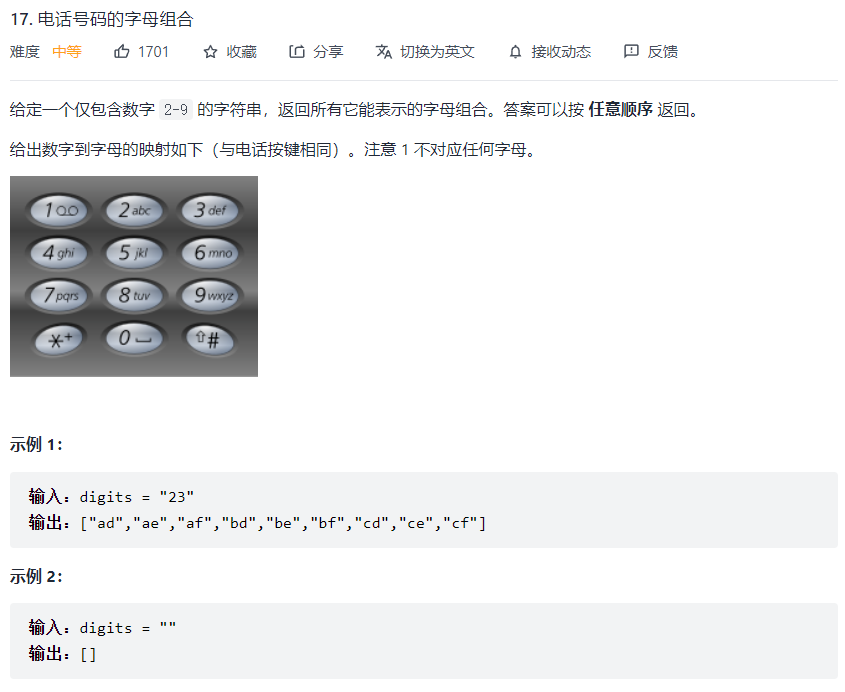 17. 电话号码的字母组合
难度 中等 1701 收藏 分享 切换为英文 接收动态 反馈
给定一个仅包含数字 2-9 的字符串，返回所有它能表示的字母组合。答案可以按 任意顺序 返回。
给出数字到字母的映射如下（与电话按键相同）。注意 1 不对应任何字母。
1 2 abc 3 def
4 ghi 5 jkl 6 mno
7 pqrs 8 tuv 9 wxyz
*+ 0 #
示例 1：
输入：digits = "23"
输出：["ad","ae","af","bd","be","bf","cd","ce","cf"]
示例 2：
输入：digits = ""
输出：[]